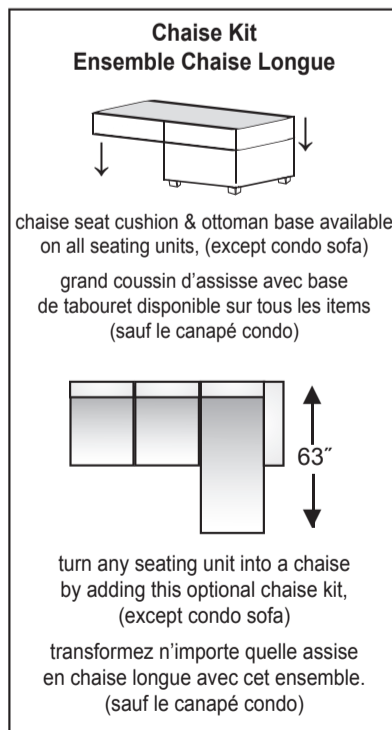 Chaise Kit
Ensemble Chaise Longue
chaise seat cushion & ottoman base available
on all seating units, (except condo sofa)
grand coussin d'assisse avec base
de tabouret disponible sur tous les items
(sauf le canapé condo)
63˝
turn any seating unit into a chaise
by adding this optional chaise kit,
(except condo sofa)
transformez n'importe quelle assise
en chaise longue avec cet ensemble.
(sauf le canapé condo)